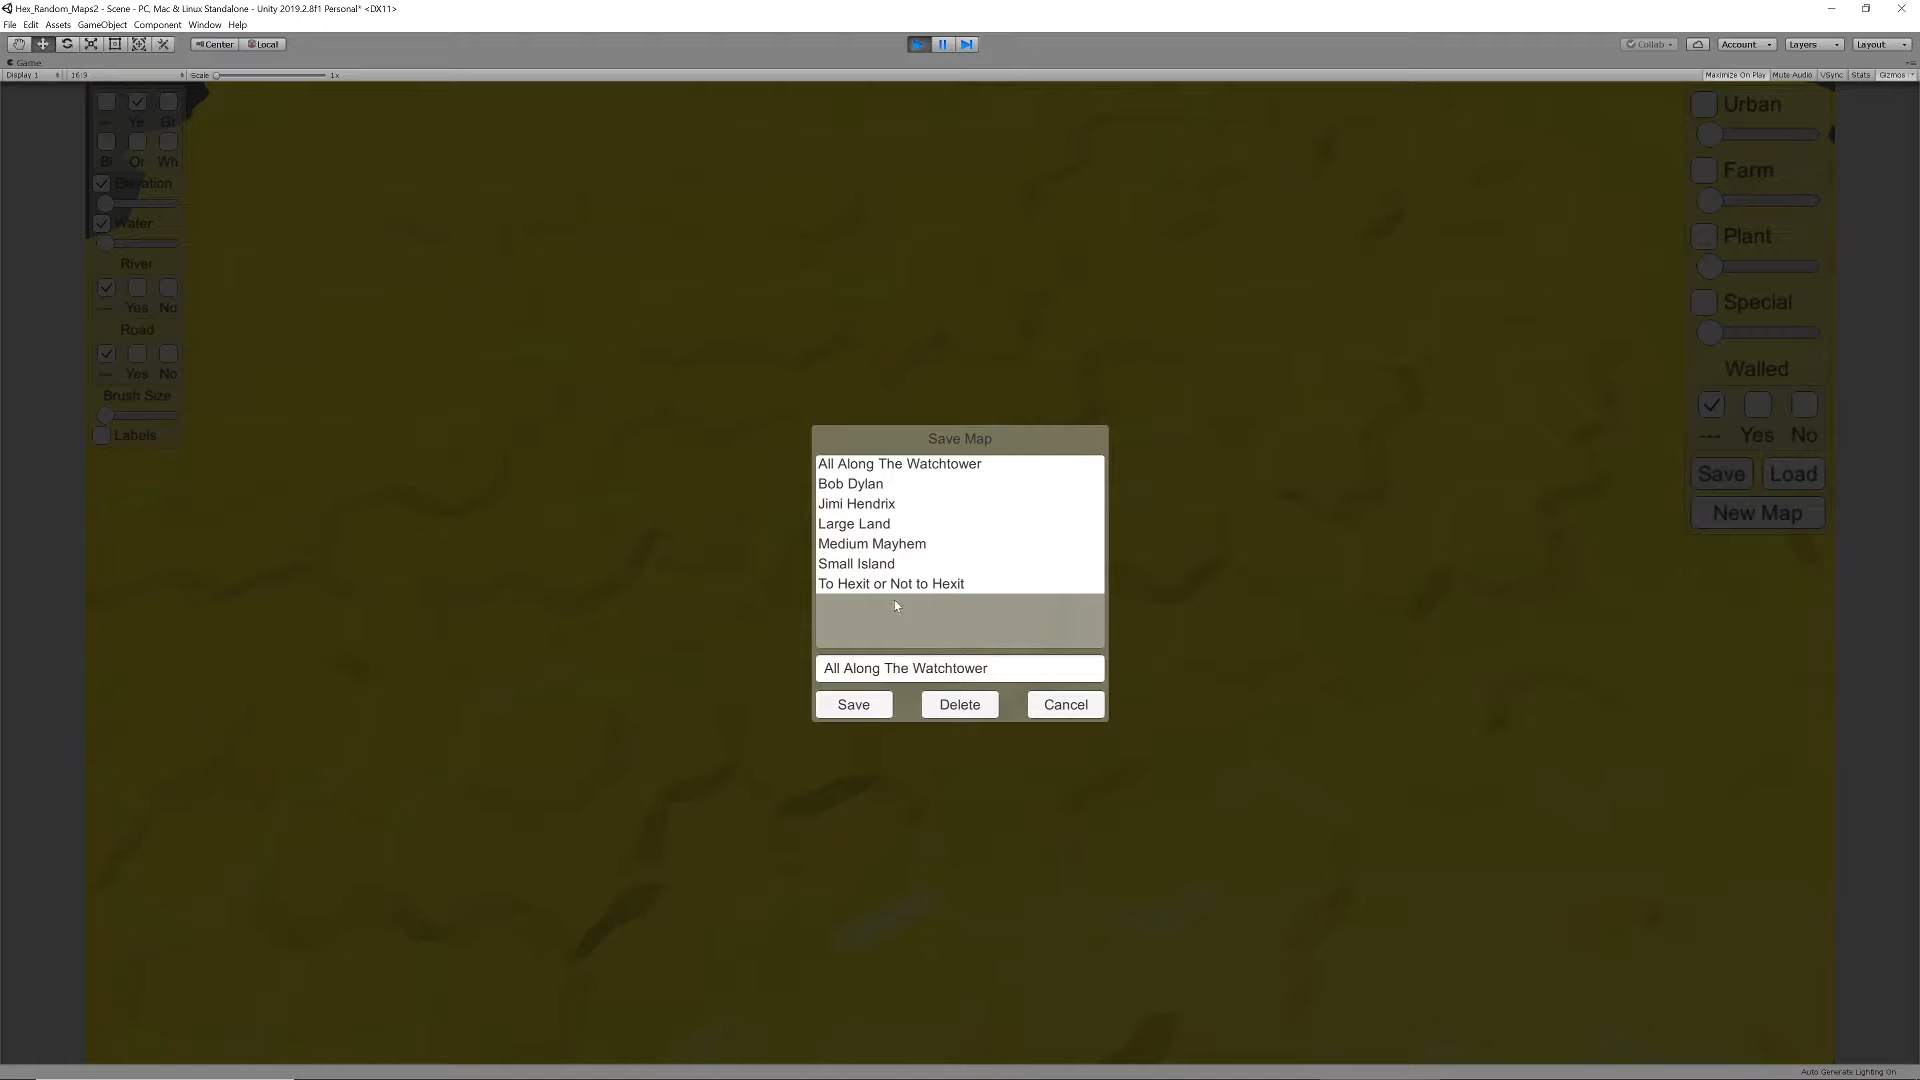 Hex_Random_Maps2 - Scene - PC, Mac & Linux Standalone - Unity 2019.2.8f1 Personal* <DX11>
File Edit Assets GameObject Component Window Help
Center Local
Collab Account Layers Layout
Game
Display 1 16:9 Scale 1x
Maximize On Play Mute Audio VSync Stats Gizmos
--- Ye Gr
Bl Or Wh
Elevation
Water
River
--- Yes No
Road
--- Yes No
Brush Size
Labels
Save Map
All Along The Watchtower
Bob Dylan
Jimi Hendrix
Large Land
Medium Mayhem
Small Island
To Hexit or Not to Hexit
All Along The Watchtower
Save Delete Cancel
Urban
Farm
Plant
Special
Walled
--- Yes No
Save Load
New Map
Auto Generate Lighting On